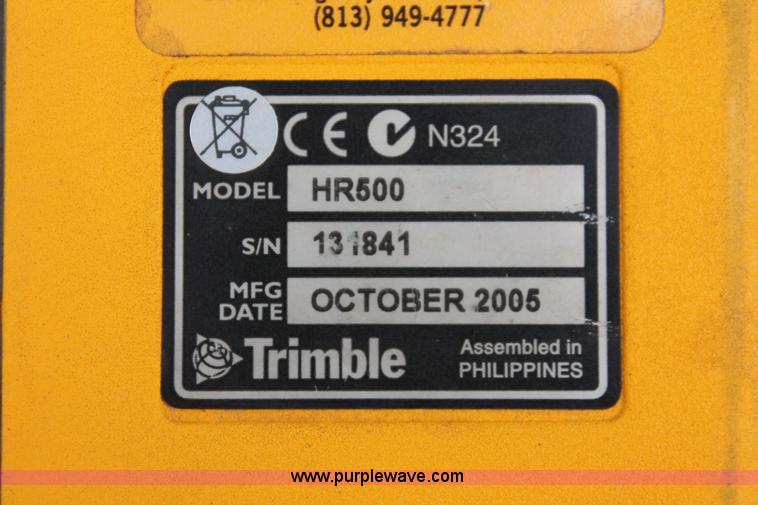 (813) 949-4777
CE N324
MODEL HR500
S/N 131841
MFG DATE OCTOBER 2005
Trimble Assembled in PHILIPPINES
www.purplewave.com